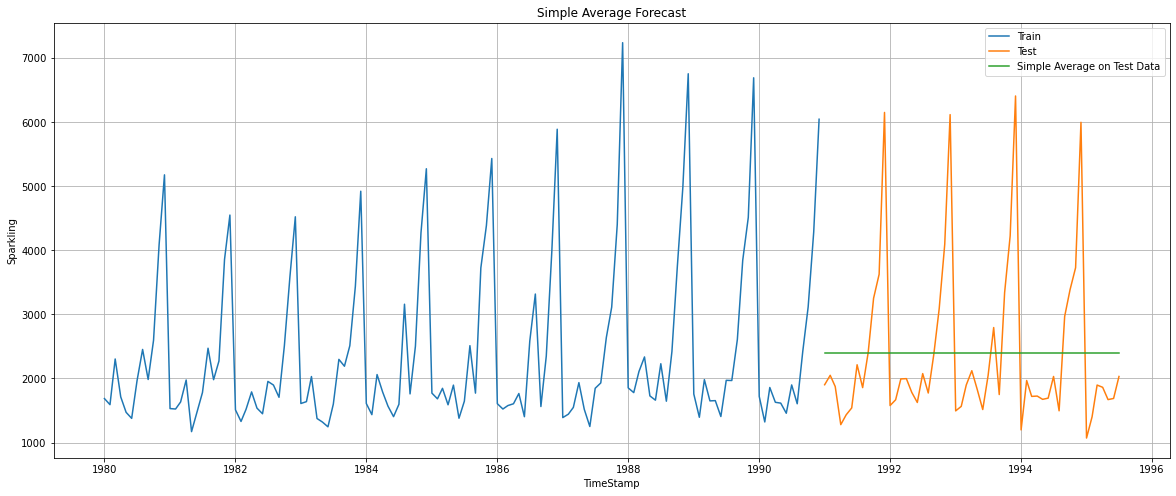 Simple Average Forecast
Train
Test
Simple Average on Test Data
Sparkling
7000
6000
5000
4000
3000
2000
1000
1980
1982
1984
1986
1988
1990
1992
1994
1996
TimeStamp